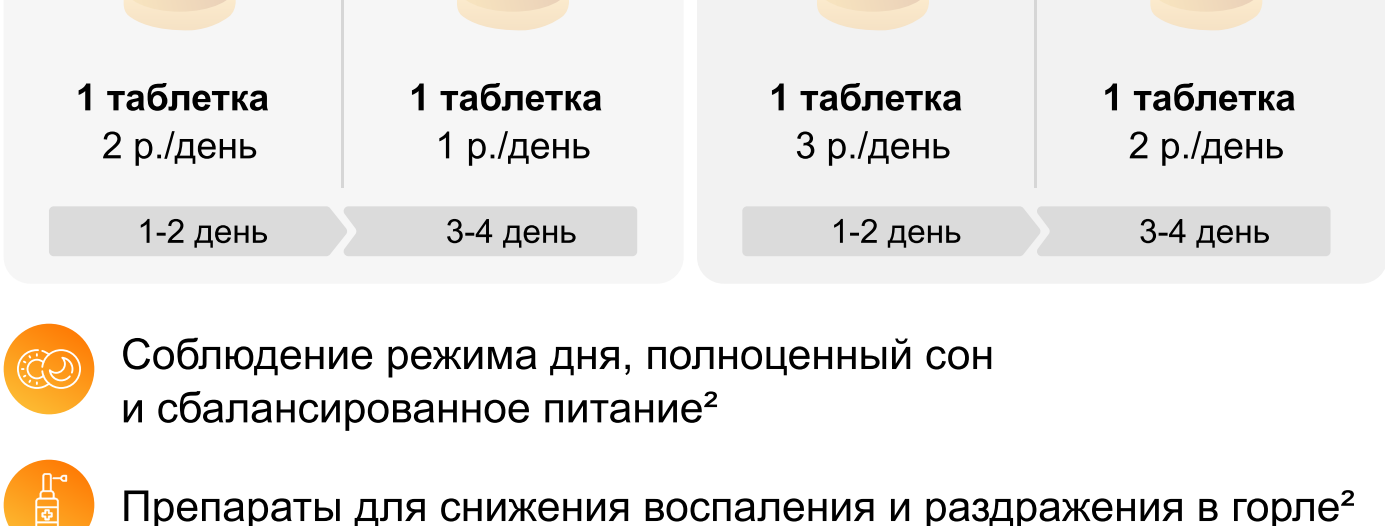 1 таблетка 1 таблетка 1 таблетка 1 таблетка
2 р./день 1 р./день 3 р./день 2 р./день
1-2 день 3-4 день 1-2 день 3-4 день
Соблюдение режима дня, полноценный сон
и сбалансированное питание²
Препараты для снижения воспаления и раздражения в горле²